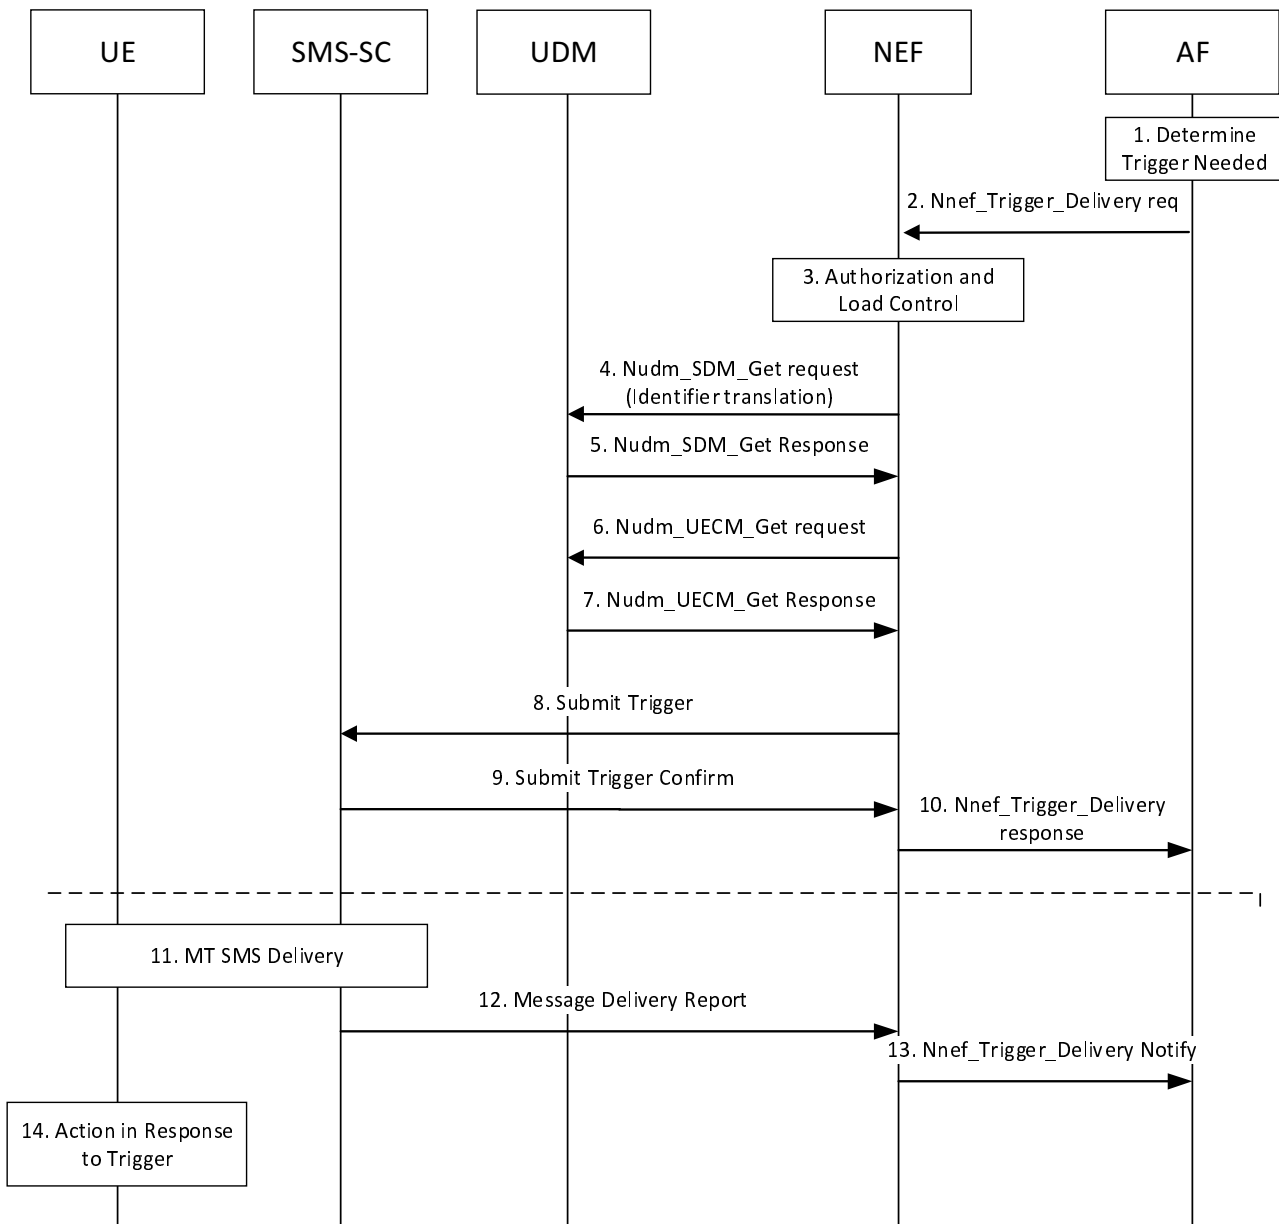 UE
SMS-SC
UDM
NEF
AF
1. Determine
Trigger Needed
2. Nnef_Trigger_Delivery req
3. Authorization and
Load Control
4. Nudm_SDM_Get request
(Identifier translation)
5. Nudm_SDM_Get Response
6. Nudm_UECM_Get request
7. Nudm_UECM_Get Response
8. Submit Trigger
9. Submit Trigger Confirm
10. Nnef_Trigger_Delivery
response
11. MT SMS Delivery
12. Message Delivery Report
13. Nnef_Trigger_Delivery Notify
14. Action in Response
to Trigger